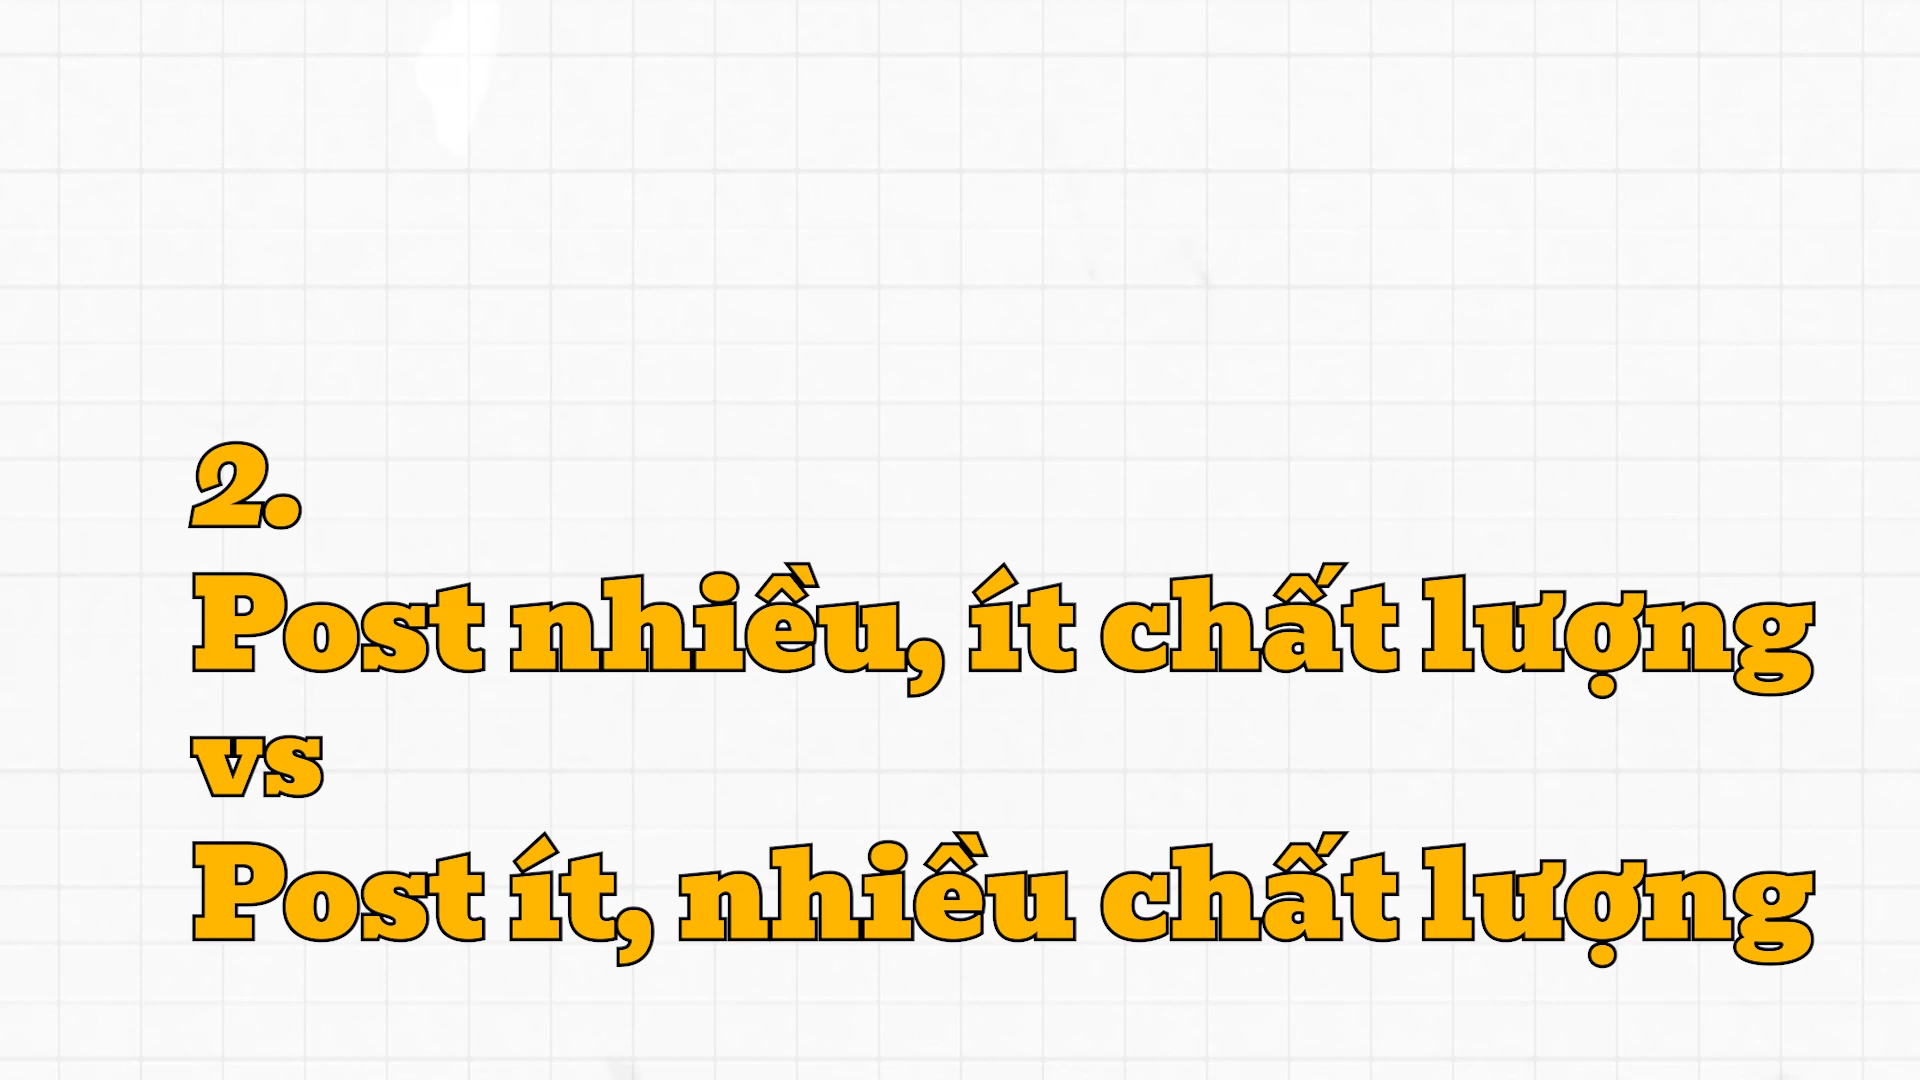 2.
Post nhiều, ít chất lượng
vs
Post ít, nhiều chất lượng